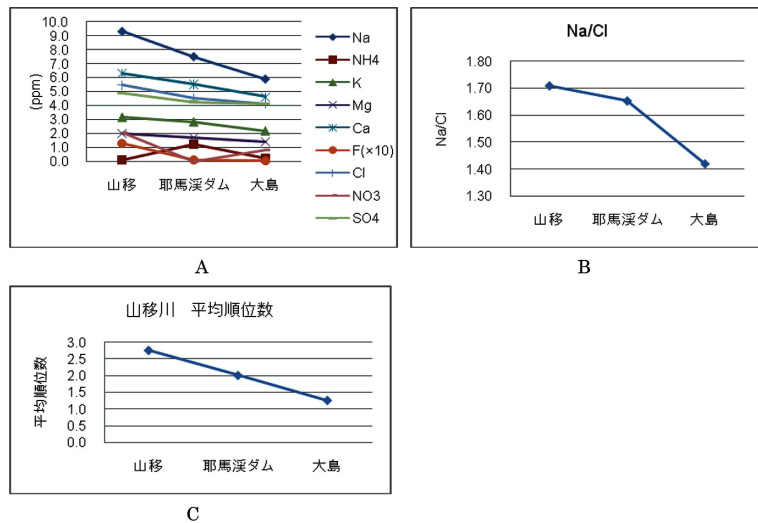 10.0
9.0
8.0
7.0
6.0
5.0
4.0
3.0
2.0
1.0
0.0
(ppm)
山移
耶馬渓ダム
大島
Na
NH4
K
Mg
Ca
F(×10)
Cl
NO3
SO4
A
Na/Cl
1.80
1.70
1.60
1.50
1.40
1.30
Na/Cl
山移
耶馬渓ダム
大島
B
山移川 平均順位数
3.0
2.5
2.0
1.5
1.0
0.5
0.0
平均順位数
山移
耶馬渓ダム
大島
C